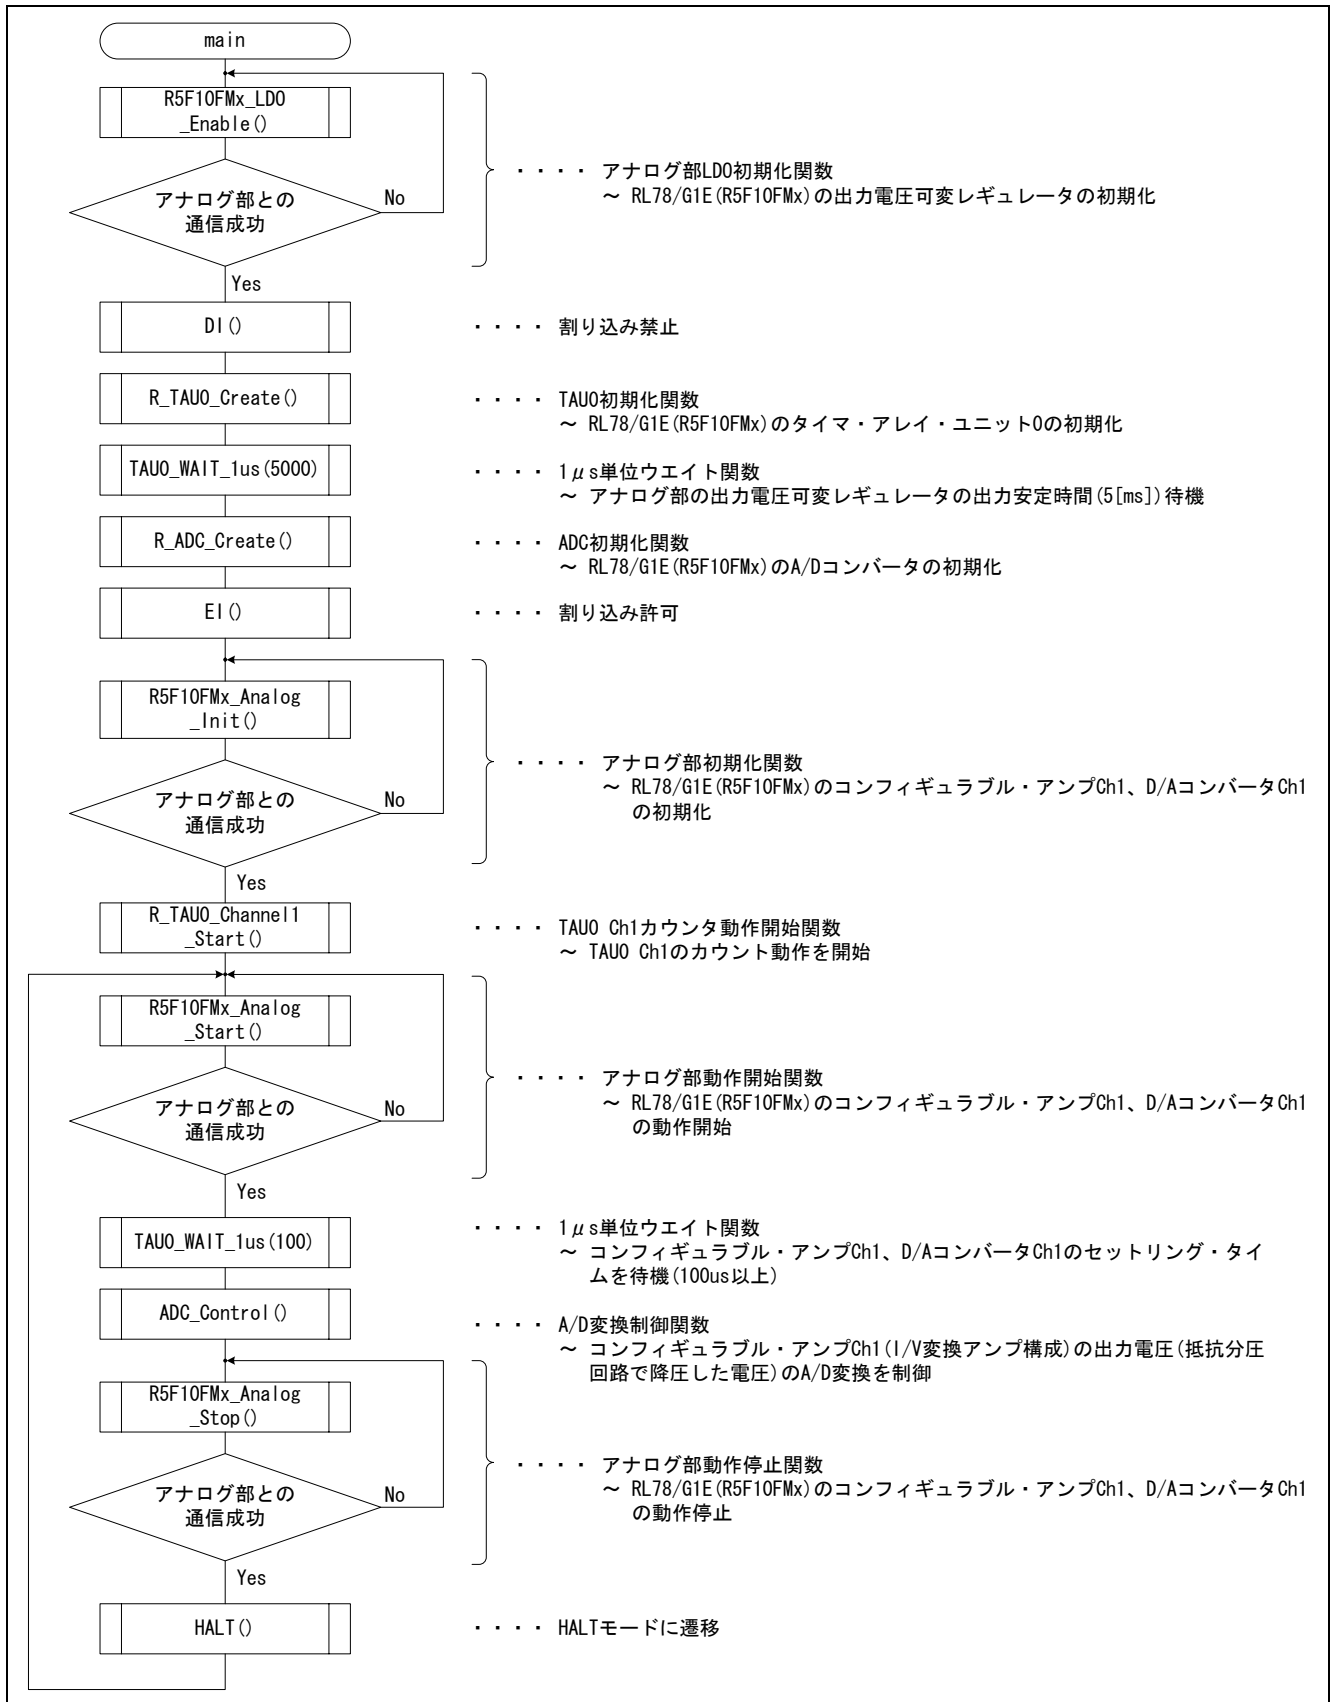 main
R5F10FMx_LDO
_Enable()
アナログ部との
通信成功
No
Yes
・・・・ アナログ部LDO初期化関数
～ RL78/G1E(R5F10FMx)の出力電圧可変レギュレータの初期化
DI()
・・・・ 割り込み禁止
R_TAU0_Create()
・・・・ TAU0初期化関数
～ RL78/G1E(R5F10FMx)のタイマ・アレイ・ユニット0の初期化
TAU0_WAIT_1us(5000)
・・・・ 1μs単位ウエイト関数
～ アナログ部の出力電圧可変レギュレータの出力安定時間(5[ms])待機
R_ADC_Create()
・・・・ ADC初期化関数
～ RL78/G1E(R5F10FMx)のA/Dコンバータの初期化
EI()
・・・・ 割り込み許可
R5F10FMx_Analog
_Init()
アナログ部との
通信成功
No
Yes
・・・・ アナログ部初期化関数
～ RL78/G1E(R5F10FMx)のコンフィギュラブル・アンプCh1、D/AコンバータCh1
の初期化
R_TAU0_Channel1
_Start()
・・・・ TAU0 Ch1カウンタ動作開始関数
～ TAU0 Ch1のカウント動作を開始
R5F10FMx_Analog
_Start()
アナログ部との
通信成功
No
Yes
・・・・ アナログ部動作開始関数
～ RL78/G1E(R5F10FMx)のコンフィギュラブル・アンプCh1、D/AコンバータCh1
の動作開始
TAU0_WAIT_1us(100)
・・・・ 1μs単位ウエイト関数
～ コンフィギュラブル・アンプCh1、D/AコンバータCh1のセットリング・タイ
ムを待機(100us以上)
ADC_Control()
・・・・ A/D変換制御関数
～ コンフィギュラブル・アンプCh1(I/V変換アンプ構成)の出力電圧(抵抗分圧
回路で降圧した電圧)のA/D変換を制御
R5F10FMx_Analog
_Stop()
アナログ部との
通信成功
No
Yes
・・・・ アナログ部動作停止関数
～ RL78/G1E(R5F10FMx)のコンフィギュラブル・アンプCh1、D/AコンバータCh1
の動作停止
HALT()
・・・・ HALTモードに遷移